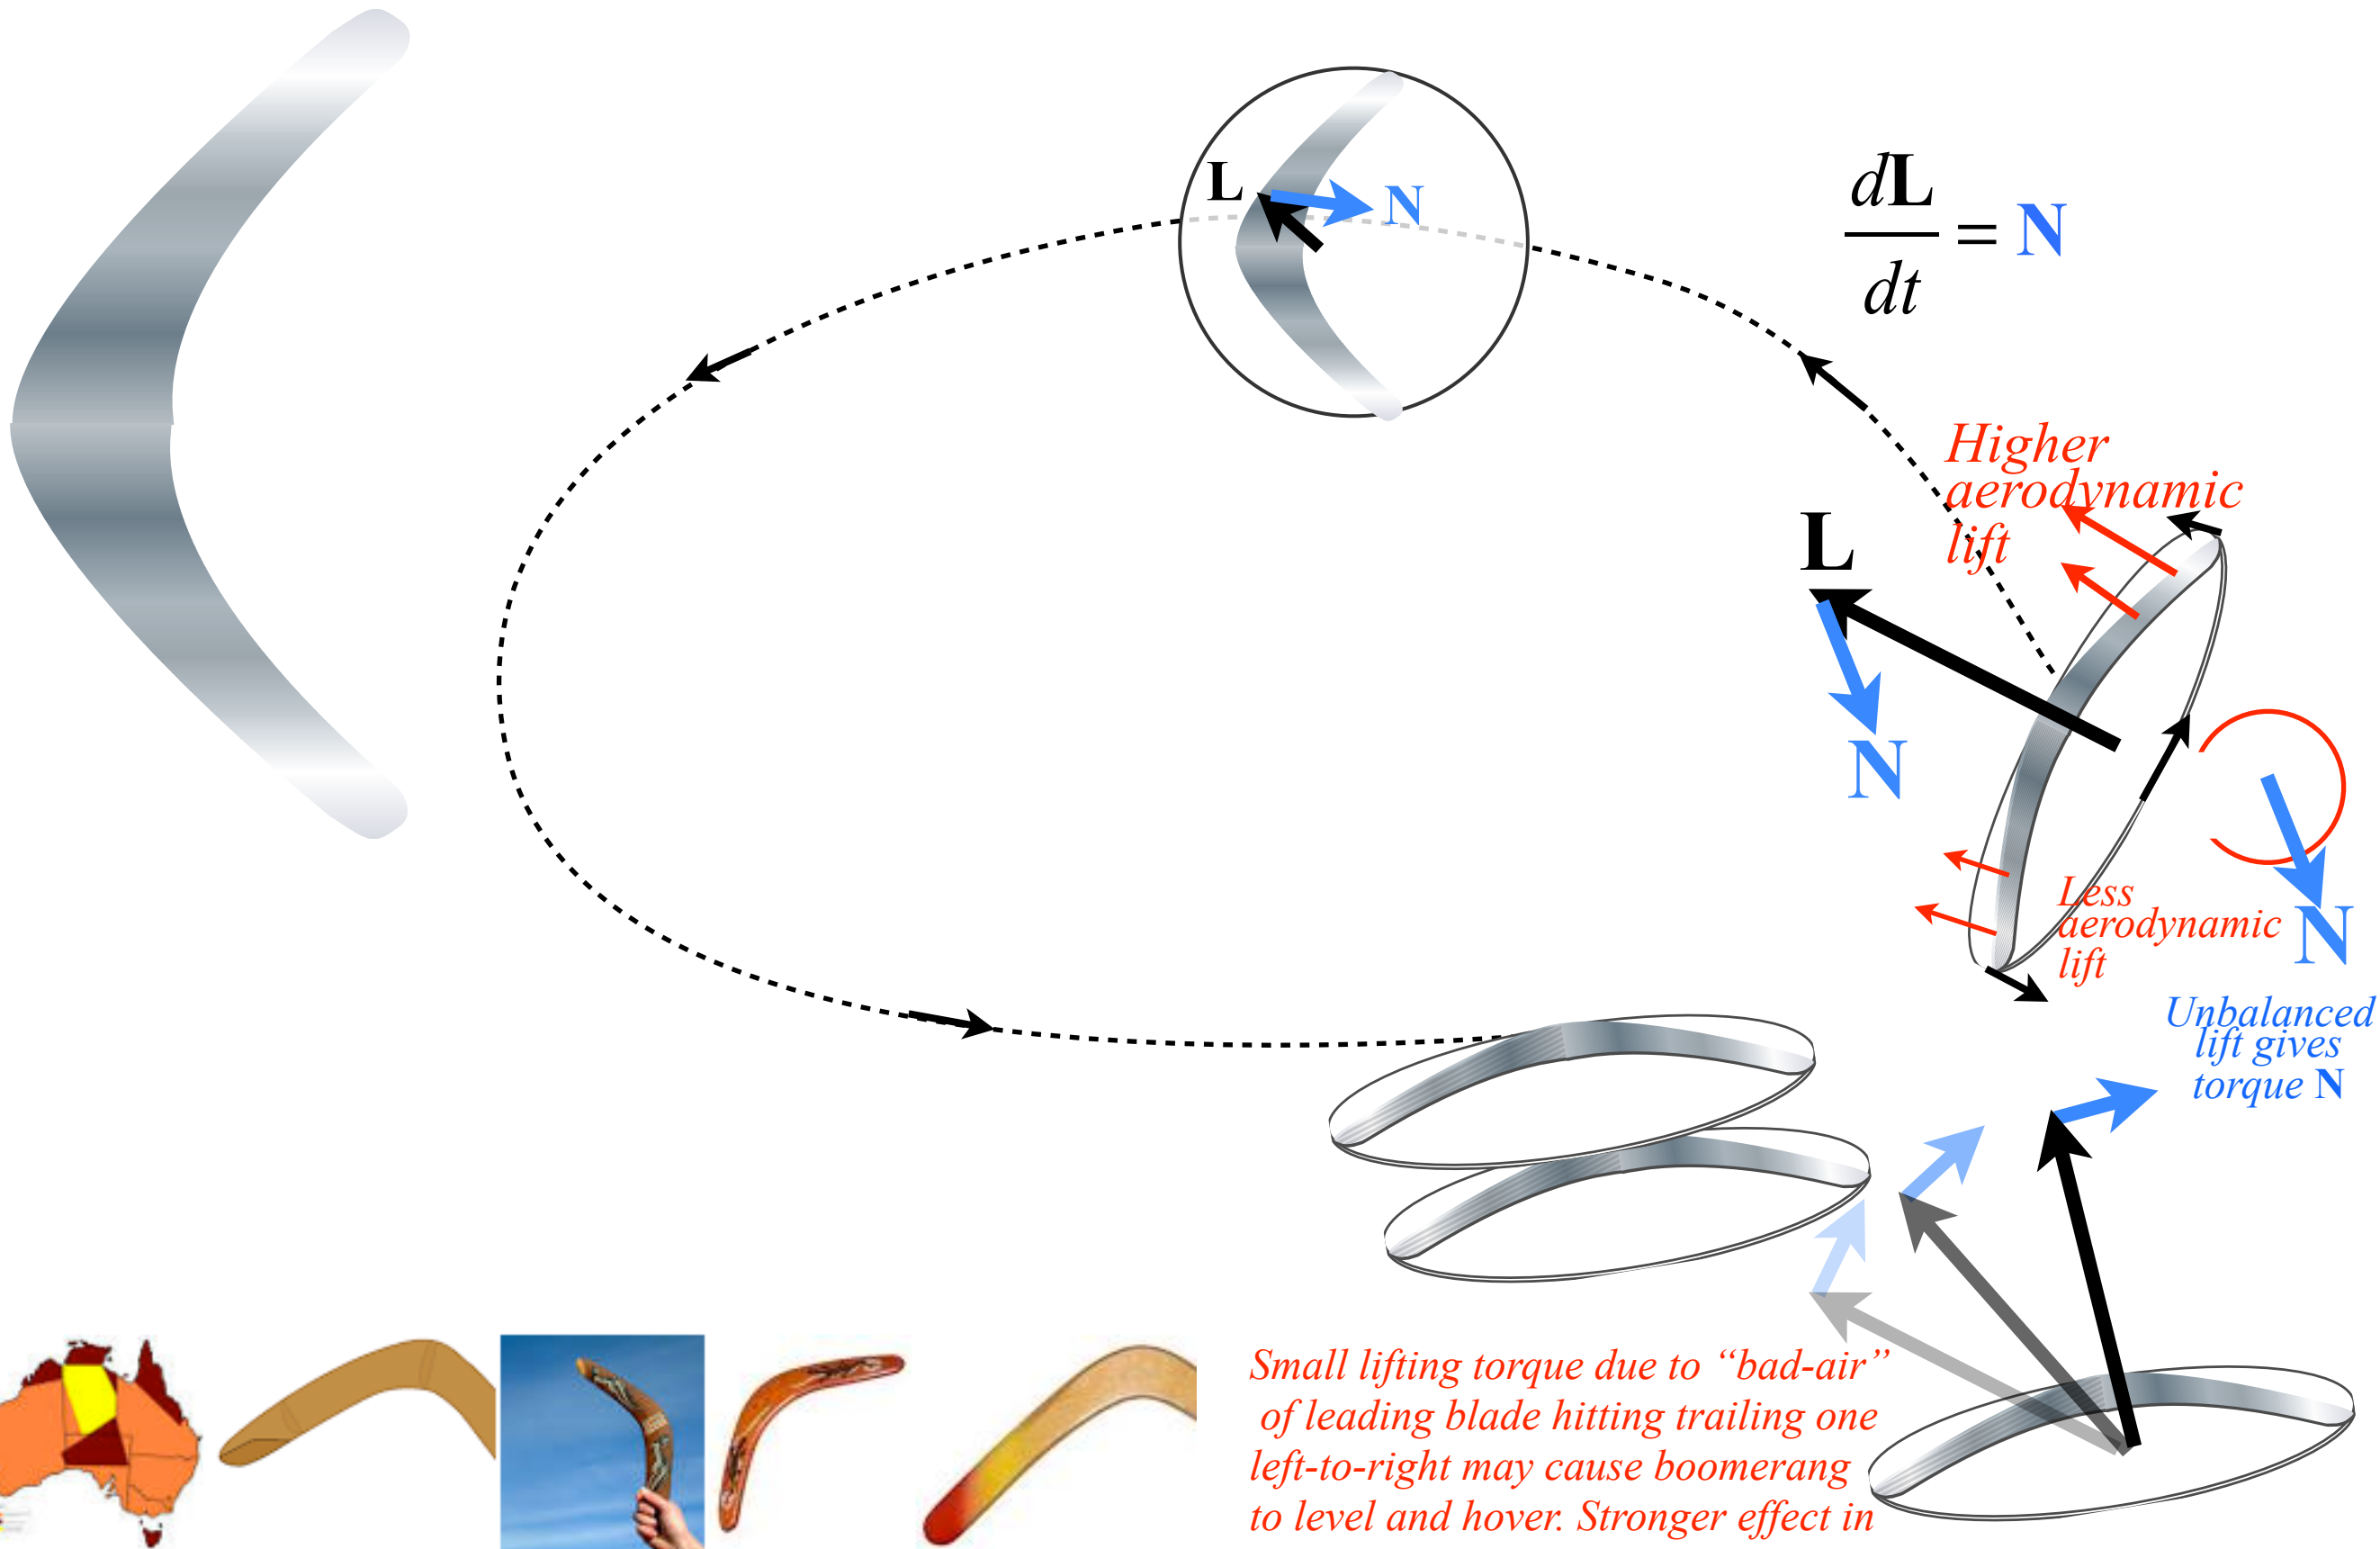 L
N
dL
dt
= N
Higher
aerodynamic
lift
L
N
Less
aerodynamic
lift
N
Unbalanced
lift gives
torque N
Small lifting torque due to “bad-air”
of leading blade hitting trailing one
left-to-right may cause boomerang
to level and hover. Stronger effect in